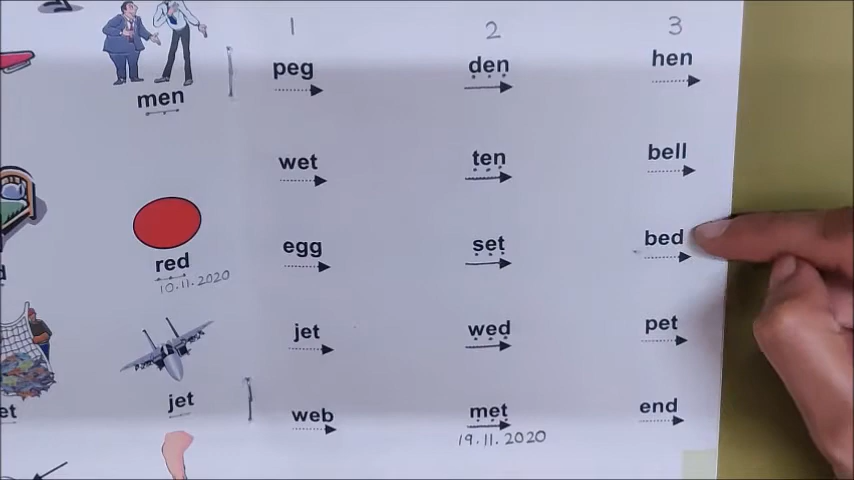 1 2 3
men peg den hen
wet ten bell
red egg set bed
10.11.2020
jet wed pet
jet web met end
19.11.2020